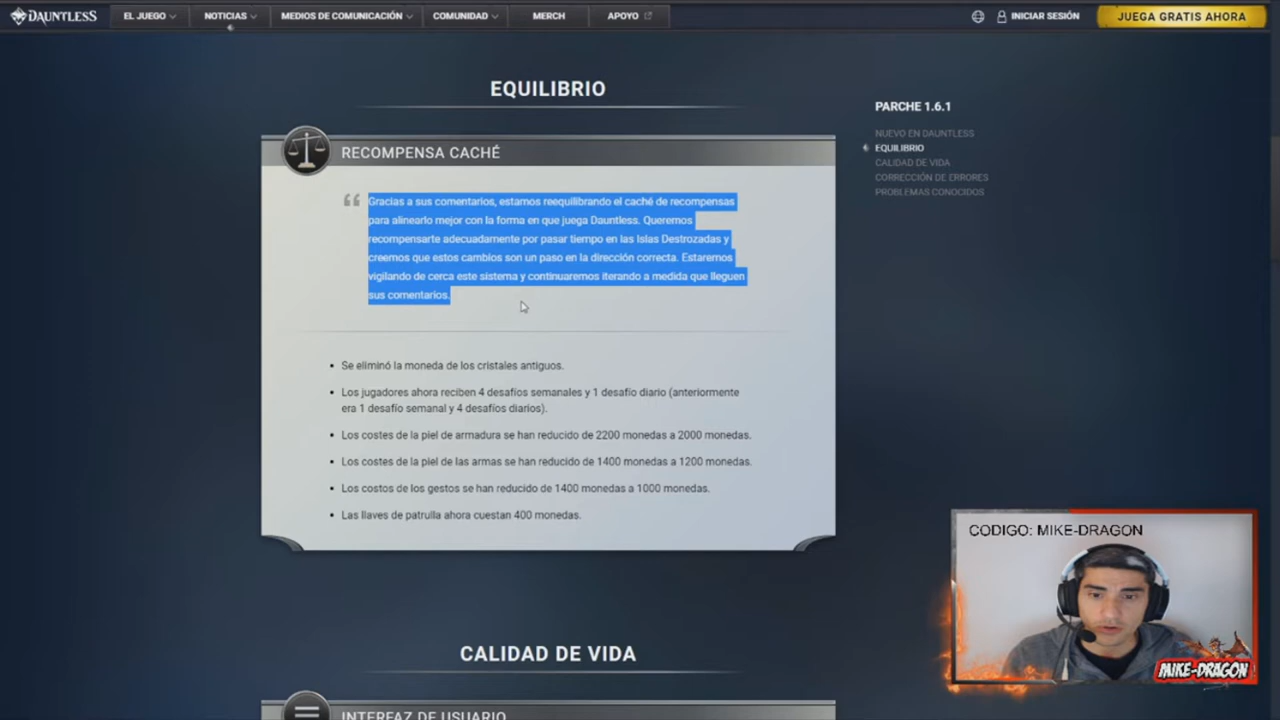 DAUNTLESS
EL JUEGO
NOTICIAS
MEDIOS DE COMUNICACIÓN
COMUNIDAD
MERCH
APOYO
INICIAR SESIÓN
JUEGA GRATIS AHORA
EQUILIBRIO
RECOMPENSA CACHÉ
Gracias a sus comentarios, estamos reequilibrando el caché de recompensas
para alinearlo mejor con la forma en que juega Dauntless. Queremos
recompensarte adecuadamente por pasar tiempo en las Islas Destrozadas y
creemos que estos cambios son un paso en la dirección correcta. Estaremos
vigilando de cerca este sistema y continuaremos iterando a medida que lleguen
sus comentarios.
• Se eliminó la moneda de los cristales antiguos.
• Los jugadores ahora reciben 4 desafíos semanales y 1 desafío diario (anteriormente
era 1 desafío semanal y 4 desafíos diarios).
• Los costes de la piel de armadura se han reducido de 2200 monedas a 2000 monedas.
• Los costes de la piel de las armas se han reducido de 1400 monedas a 1200 monedas.
• Los costos de los gestos se han reducido de 1400 monedas a 1000 monedas.
• Las llaves de patrulla ahora cuestan 400 monedas.
CALIDAD DE VIDA
INTERFAZ DE USUARIO
PARCHE 1.6.1
NUEVO EN DAUNTLESS
EQUILIBRIO
CALIDAD DE VIDA
CORRECCIÓN DE ERRORES
PROBLEMAS CONOCIDOS
CODIGO: MIKE-DRAGON
MIKE-DRAGON